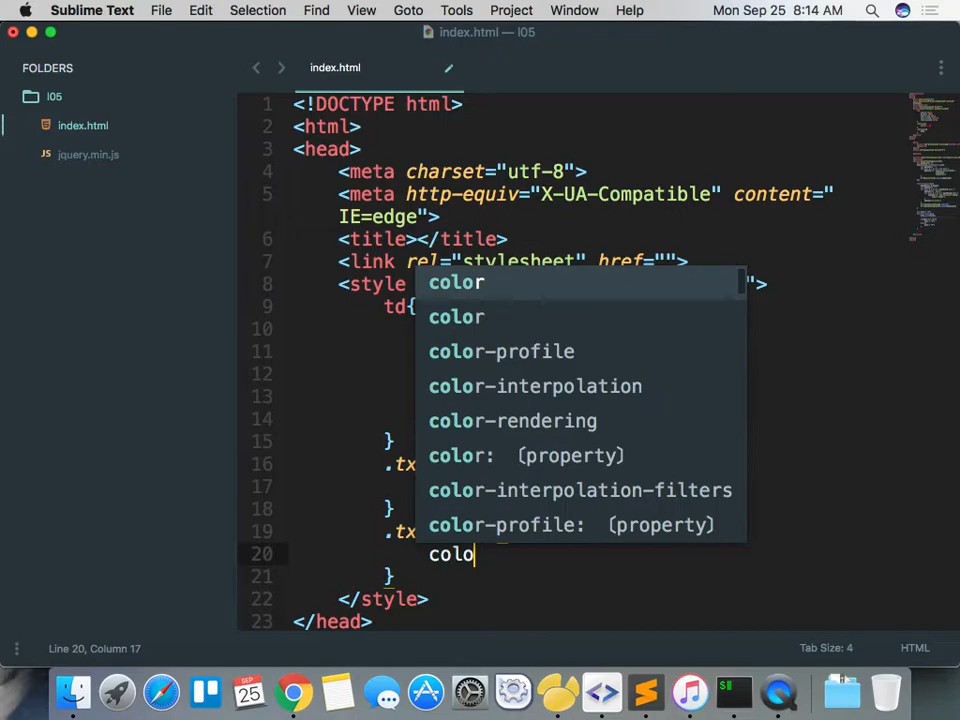 Sublime Text File Edit Selection Find View Goto Tools Project Window Help Mon Sep 25 8:14 AM
index.html — l05
FOLDERS
l05
index.html
JS jquery.min.js
index.html
1 <!DOCTYPE html>
2 <html>
3 <head>
4 <meta charset="utf-8">
5 <meta http-equiv="X-UA-Compatible" content="
IE=edge">
6 <title></title>
7 <link rel="stylesheet" href="">
8 <style ">
9 td{
10
11
12
13
14
15 }
16 .tx
17
18 }
19 .tx
20 colo
21 }
22 </style>
23 </head>
color
color
color-profile
color-interpolation
color-rendering
color: (property)
color-interpolation-filters
color-profile: (property)
Line 20, Column 17 Tab Size: 4 HTML
SEP
25
$